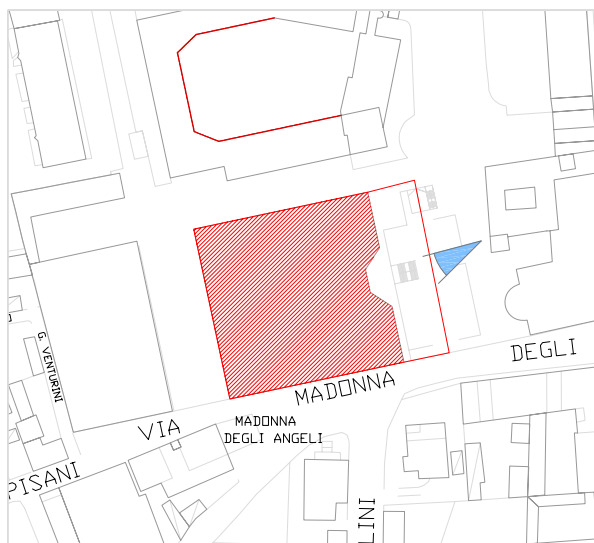 G. VENTURINI
DEGLI
MADONNA
VIA
MADONNA
DEGLI ANGELI
PISANI
LINI